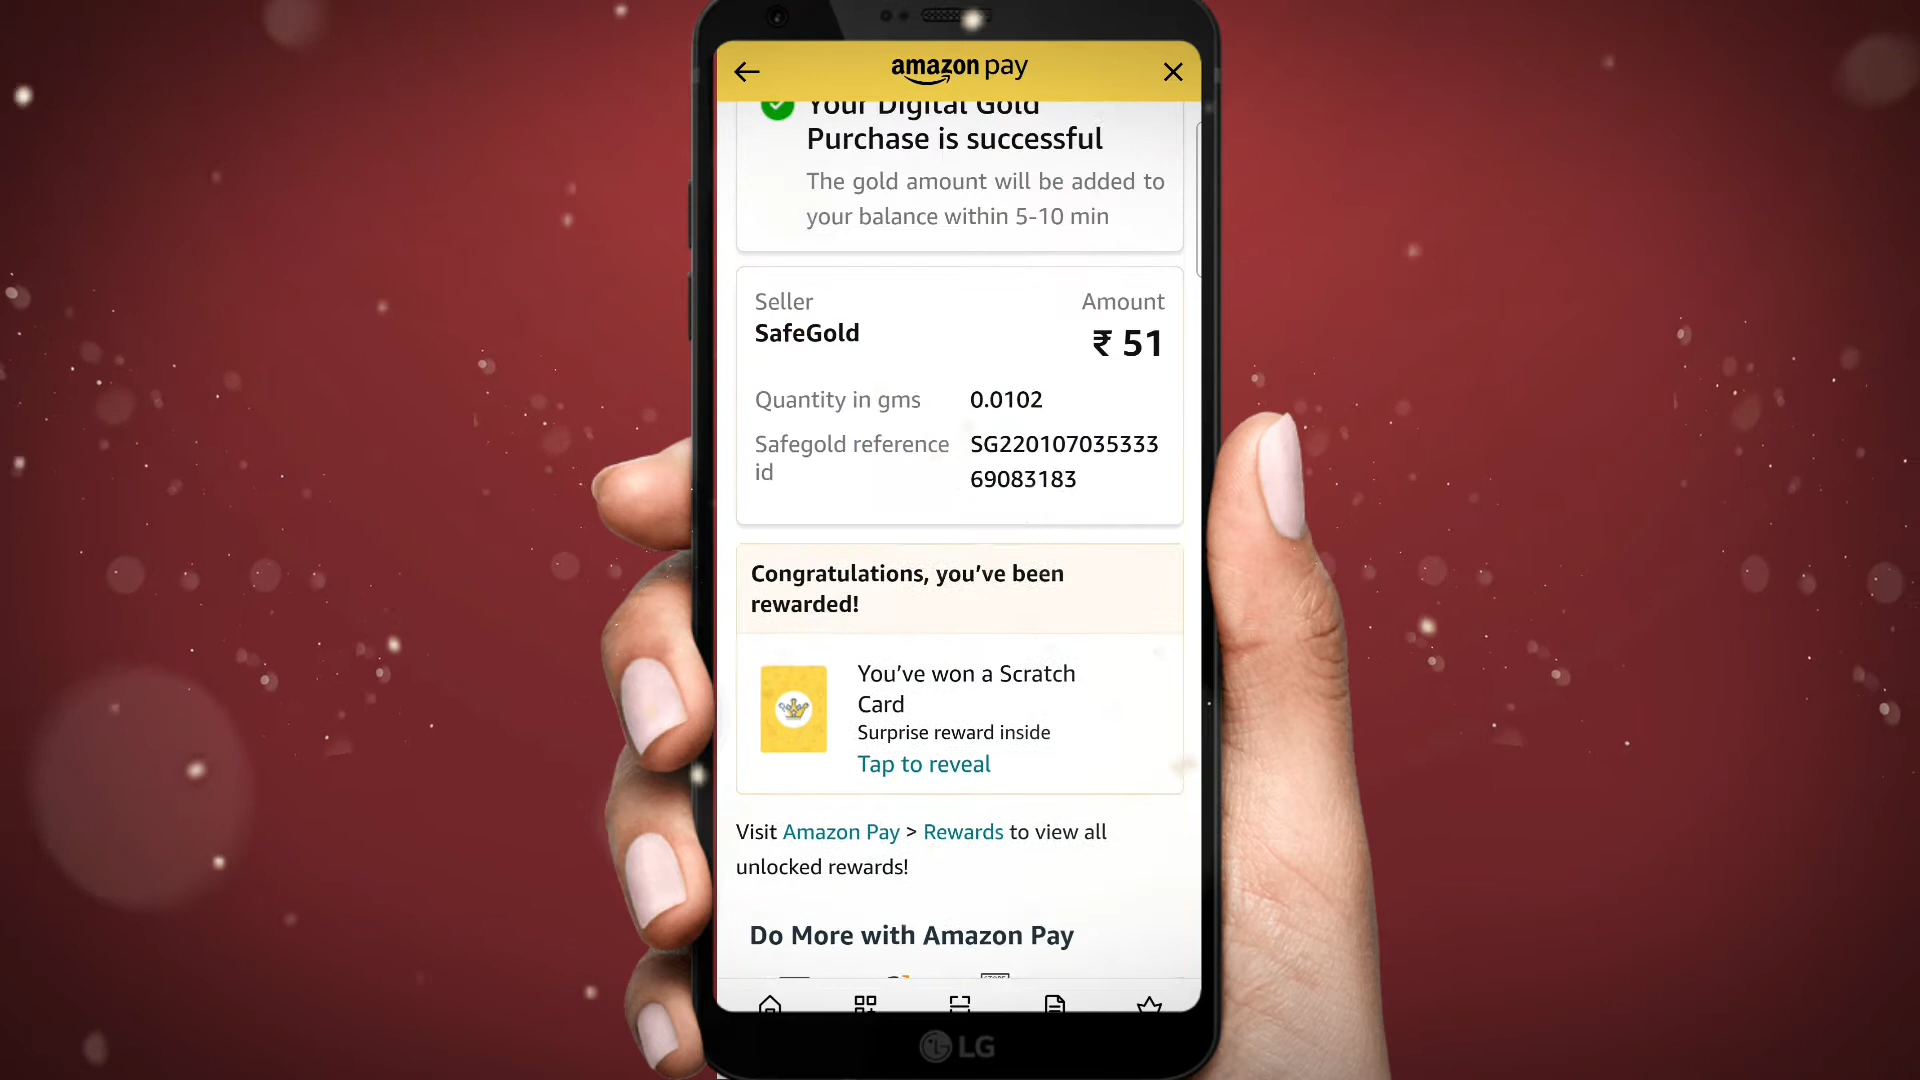 amazon pay
Your Digital Gold
Purchase is successful
The gold amount will be added to
your balance within 5-10 min
Seller
Amount
SafeGold
₹ 51
Quantity in gms
0.0102
Safegold reference
id
SG220107035333
69083183
Congratulations, you’ve been
rewarded!
You’ve won a Scratch
Card
Surprise reward inside
Tap to reveal
Visit Amazon Pay > Rewards to view all
unlocked rewards!
Do More with Amazon Pay
LG